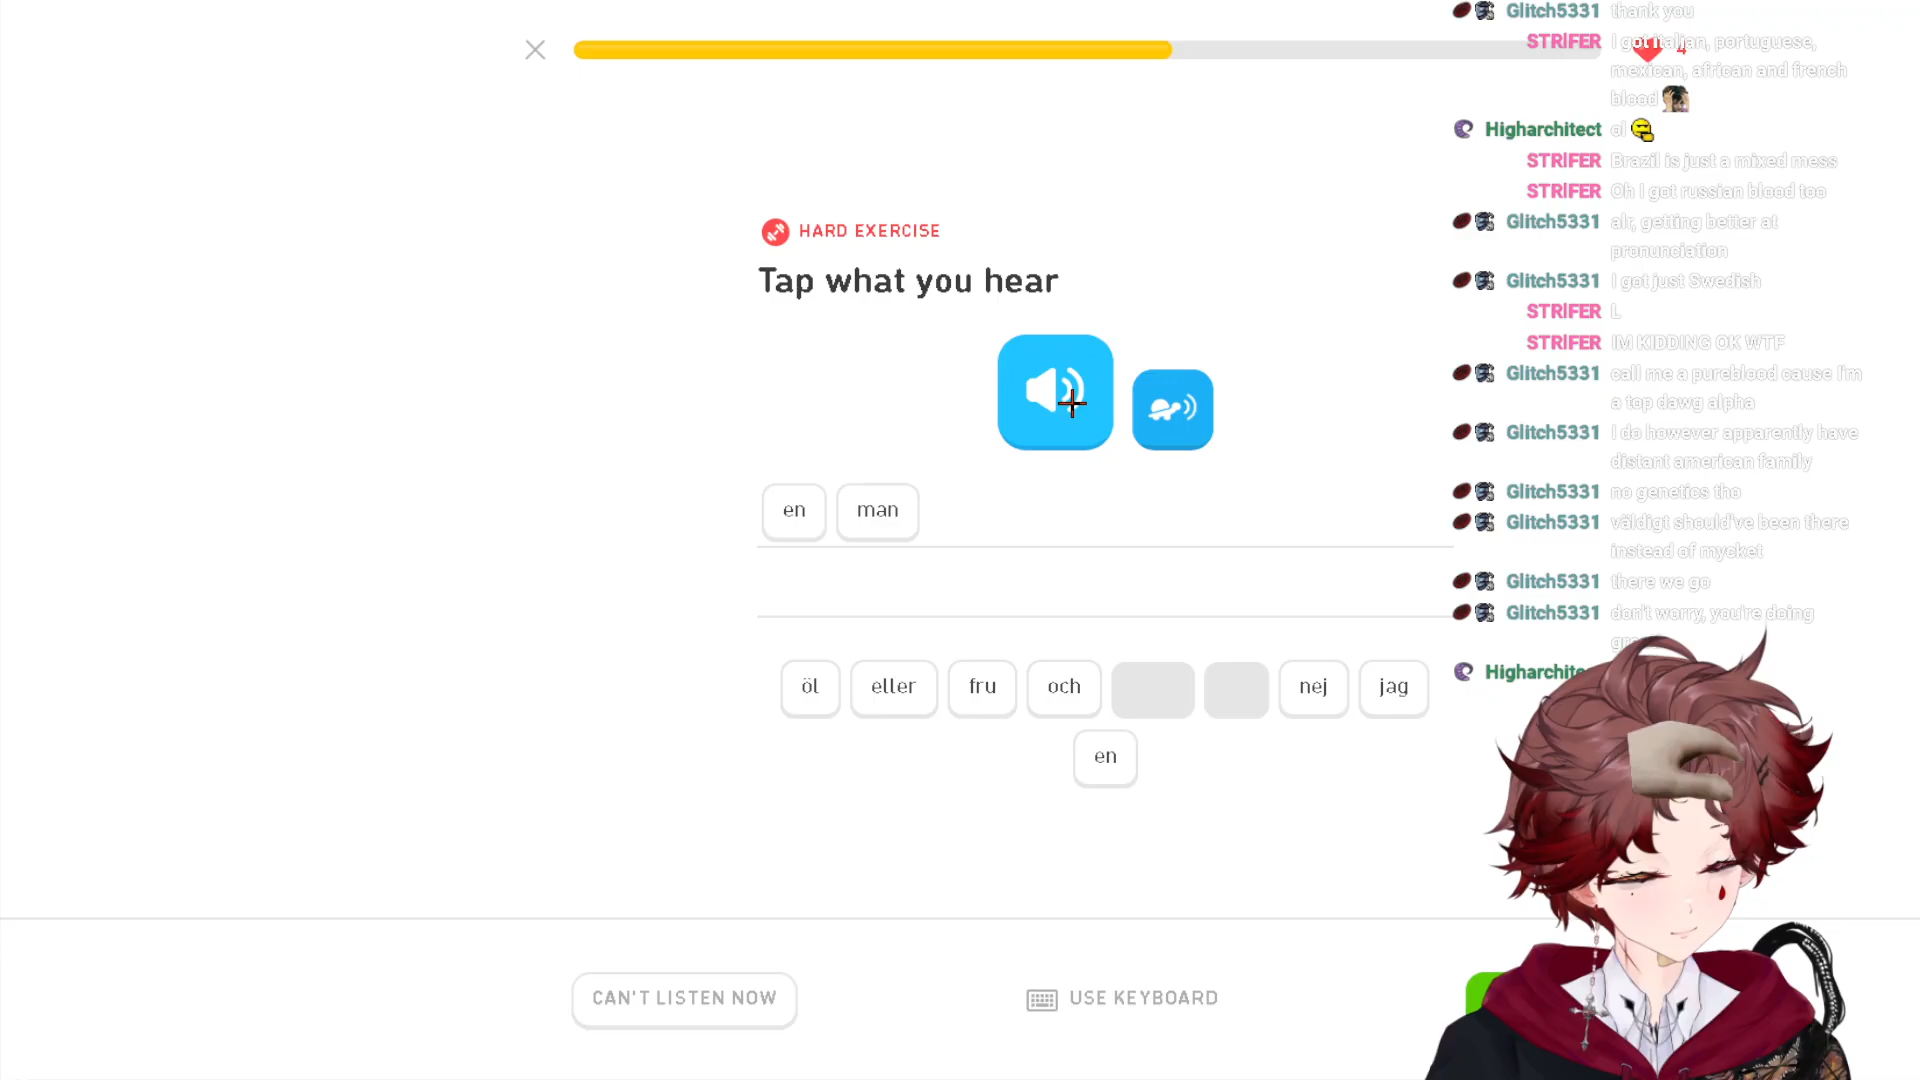 Glitch5331 thank you
STRIFER I got Italian, portuguese,
mexican, african and french
blood
4
Higharchitect al
STRIFER Brazil is just a mixed mess
STRIFER Oh I got russian blood too
Glitch5331 alr, getting better at
pronunciation
Glitch5331 I got just Swedish
STRIFER L
STRIFER IM KIDDING OK WTF
Glitch5331 call me a pureblood cause I'm
a top dawg alpha
Glitch5331 I do however apparently have
distant american family
Glitch5331 no genetics tho
Glitch5331 väldigt should've been there
instead of mycket
Glitch5331 there we go
Glitch5331 don't worry, you're doing
HARD EXERCISE
Tap what you hear
en man
öl eller fru och nej jag
en
CAN'T LISTEN NOW
USE KEYBOARD